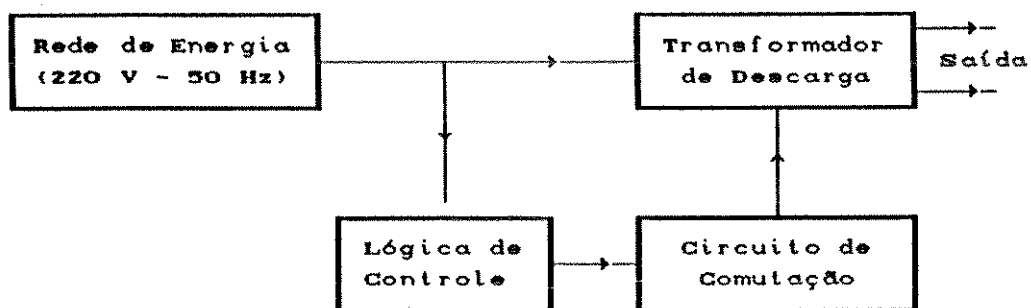 Rede de Energia
(220 V - 50 Hz)
Transformador
de Descarga
Saída
Lógica de
Controle
Circuito de
Comutação